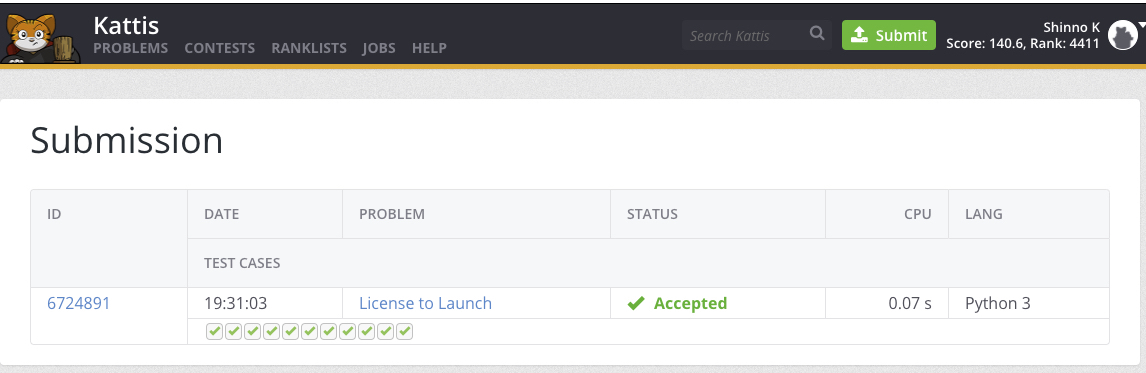 Kattis
PROBLEMS CONTESTS RANKLISTS JOBS HELP
Search Kattis
Submit
Shinno K
Score: 140.6, Rank: 4411
Submission
ID DATE PROBLEM STATUS CPU LANG
TEST CASES
6724891 19:31:03 License to Launch Accepted 0.07 s Python 3